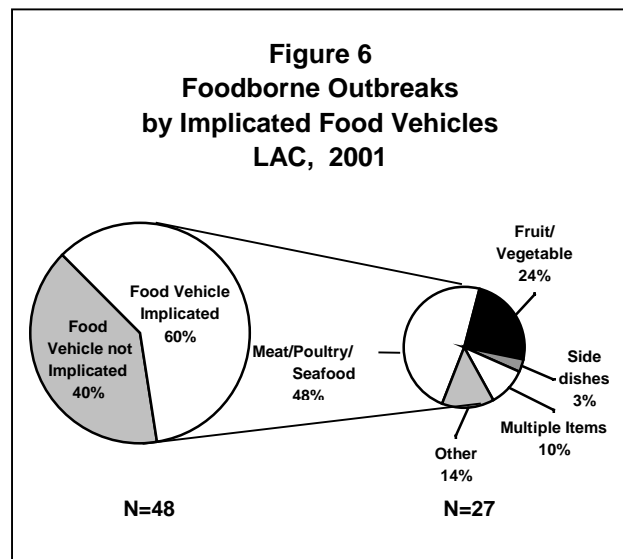 Figure 6
Foodborne Outbreaks
by Implicated Food Vehicles
LAC, 2001
Food Vehicle
Implicated
60%
Food
Vehicle not
Implicated
40%
Meat/Poultry/
Seafood
48%
Fruit/
Vegetable
24%
Side
dishes
3%
Multiple Items
10%
Other
14%
N=48
N=27